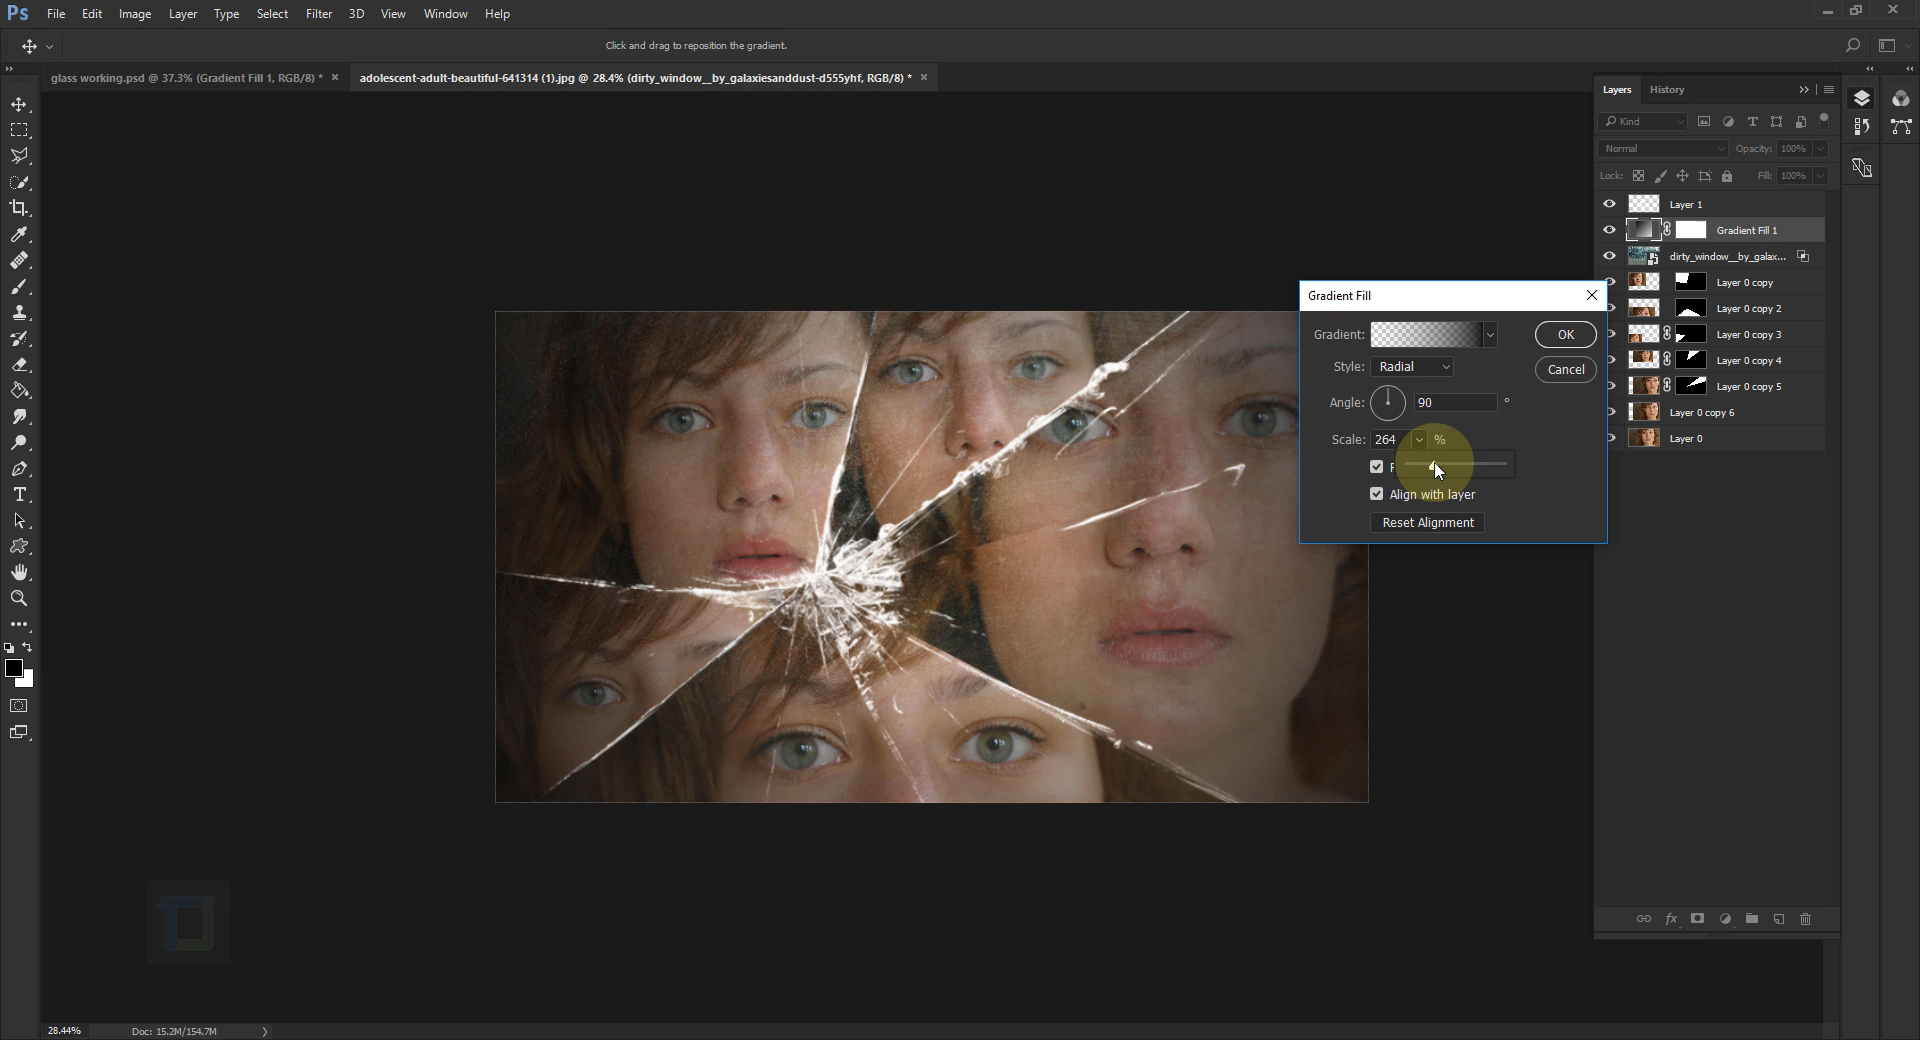 Ps File Edit Image Layer Type Select Filter 3D View Window Help
Click and drag to reposition the gradient.
glass working.psd @ 37.3% (Gradient Fill 1, RGB/8) * ×
adolescent-adult-beautiful-641314 (1).jpg @ 28.4% (dirty_window__by_galaxiesanddust-d555yhf, RGB/8) * ×
Layers History
Kind
Normal Opacity: 100%
Lock: Fill: 100%
Layer 1
Gradient Fill 1
dirty_window__by_galax...
Layer 0 copy
Layer 0 copy 2
Layer 0 copy 3
Layer 0 copy 4
Layer 0 copy 5
Layer 0 copy 6
Layer 0
Gradient Fill
Gradient: OK
Style: Radial Cancel
Angle: 90 °
Scale: 264 %
Align with layer
Reset Alignment
fx
28.44% Doc: 15.2M/154.7M